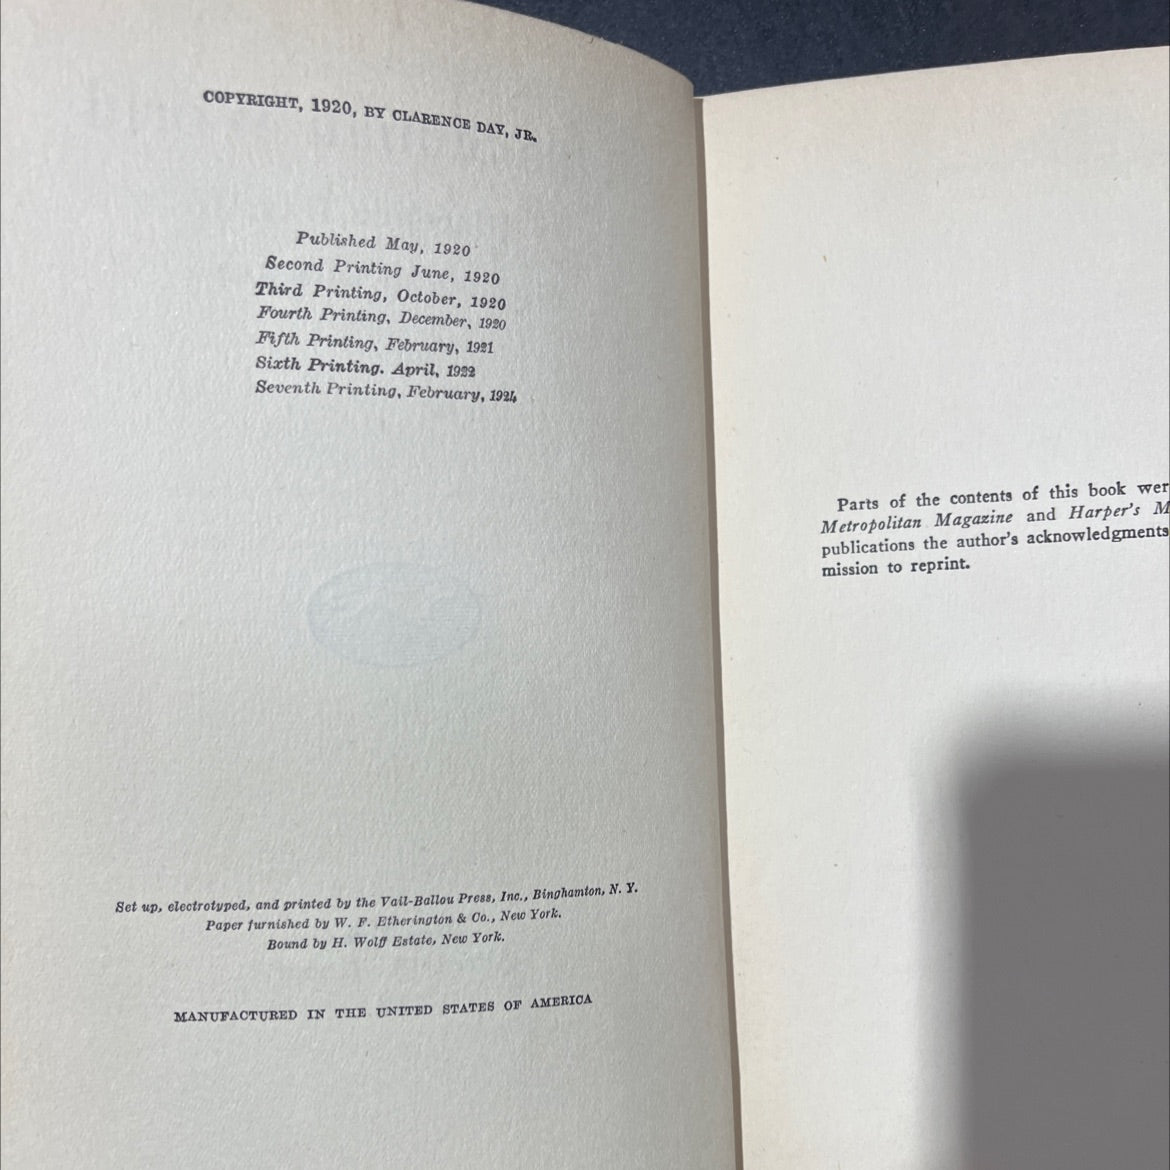 COPYRIGHT, 1920, BY CLARENCE DAY, JR.
Published May, 1920
Second Printing June, 1920
Third Printing, October, 1920
Fourth Printing, December, 1920
Fifth Printing, February, 1921
Sixth Printing. April, 1922
Seventh Printing, February, 1924
Set up, electrotyped, and printed by the Vail-Ballou Press, Inc., Binghamton, N. Y.
Paper furnished by W. F. Etherington & Co., New York.
Bound by H. Wolff Estate, New York.
MANUFACTURED IN THE UNITED STATES OF AMERICA
Parts of the contents of this book wer
Metropolitan Magazine and Harper's M
publications the author's acknowledgments
mission to reprint.